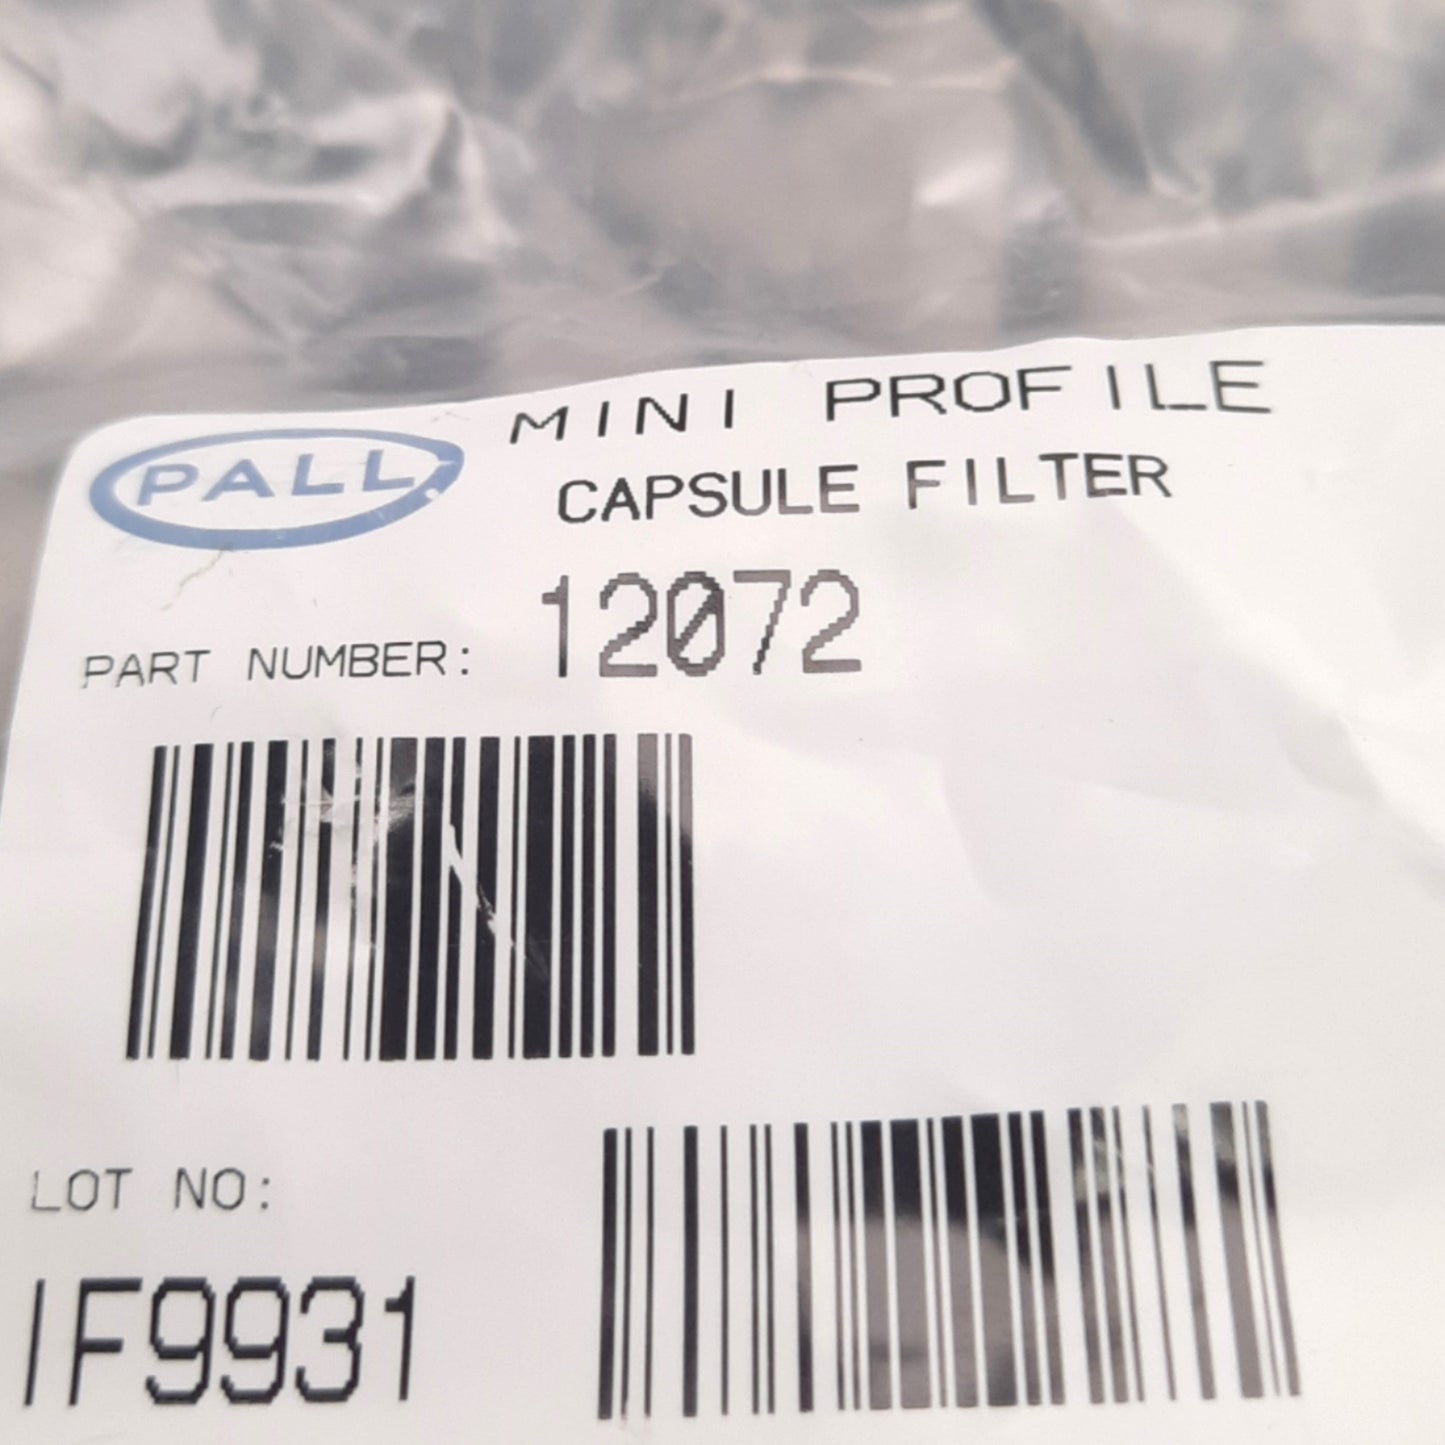 PALL
MINI PROFILE
CAPSULE FILTER
PART NUMBER: 12072
LOT NO:
IF9931